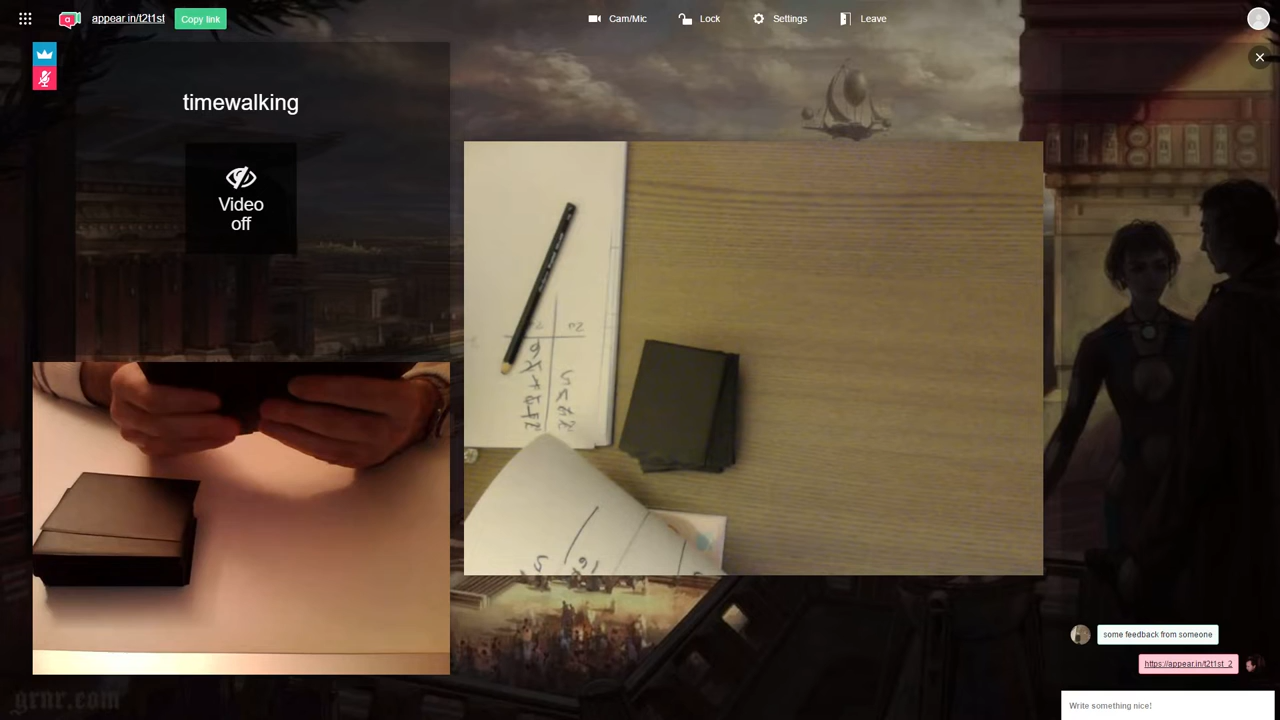 appear.in/t2t1st
Copy link
Cam/Mic
Lock
Settings
Leave
timewalking
Video
off
some feedback from someone
https://appear.in/t2t1st_2
Write something nice!
grnr.com